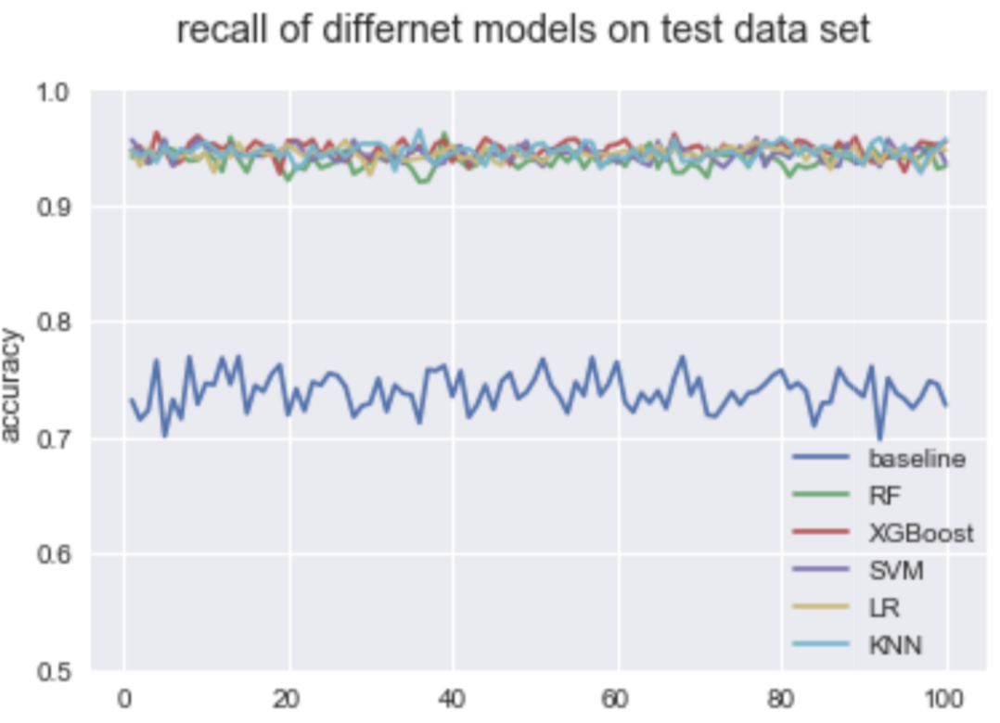 recall of differnet models on test data set
1.0
0.9
0.8
0.7
0.6
0.5
accuracy
baseline
RF
XGBoost
SVM
LR
KNN
0 20 40 60 80 100